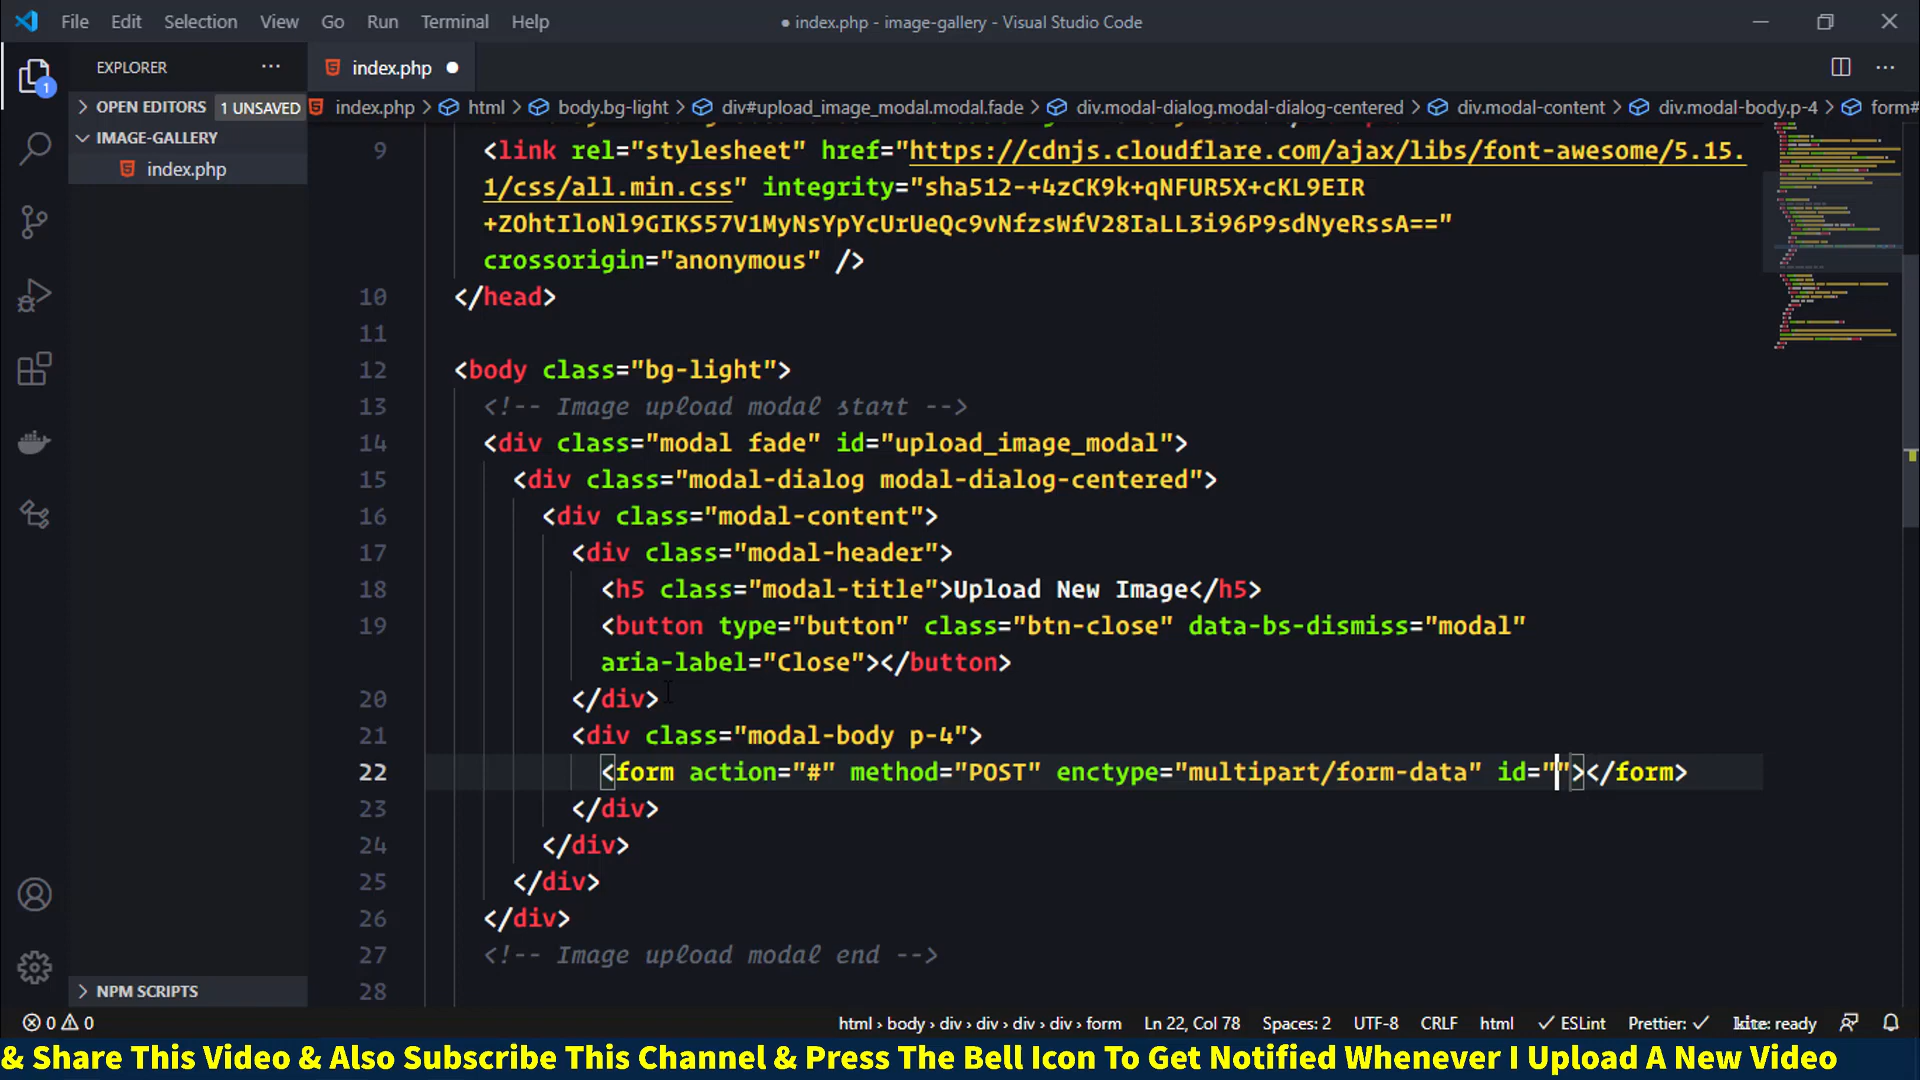 File Edit Selection View Go Run Terminal Help
● index.php - image-gallery - Visual Studio Code
EXPLORER
index.php
OPEN EDITORS 1 UNSAVED
index.php > html > body.bg-light > div#upload_image_modal.modal.fade > div.modal-dialog.modal-dialog-centered > div.modal-content > div.modal-body.p-4 > form#
IMAGE-GALLERY
index.php
1
9 <link rel="stylesheet" href="https://cdnjs.cloudflare.com/ajax/libs/font-awesome/5.15.
1/css/all.min.css" integrity="sha512-+4zCK9k+qNFUR5X+cKL9EIR
+ZOhtIloNl9GIKS57V1MyNsYpYcUrUeQc9vNfzsWfV28IaLL3i96P9sdNyeRssA=="
crossorigin="anonymous" />
10 </head>
11
12 <body class="bg-light">
13 <!-- Image upload modal start -->
14 <div class="modal fade" id="upload_image_modal">
15 <div class="modal-dialog modal-dialog-centered">
16 <div class="modal-content">
17 <div class="modal-header">
18 <h5 class="modal-title">Upload New Image</h5>
19 <button type="button" class="btn-close" data-bs-dismiss="modal"
aria-label="Close"></button>
20 </div>
21 <div class="modal-body p-4">
22 <form action="#" method="POST" enctype="multipart/form-data" id=""></form>
23 </div>
24 </div>
25 </div>
26 </div>
27 <!-- Image upload modal end -->
28
NPM SCRIPTS
0 0 html › body › div › div › div › div › form Ln 22, Col 78 Spaces: 2 UTF-8 CRLF html ESLint Prettier: kite: ready
& Share This Video & Also Subscribe This Channel & Press The Bell Icon To Get Notified Whenever I Upload A New Video